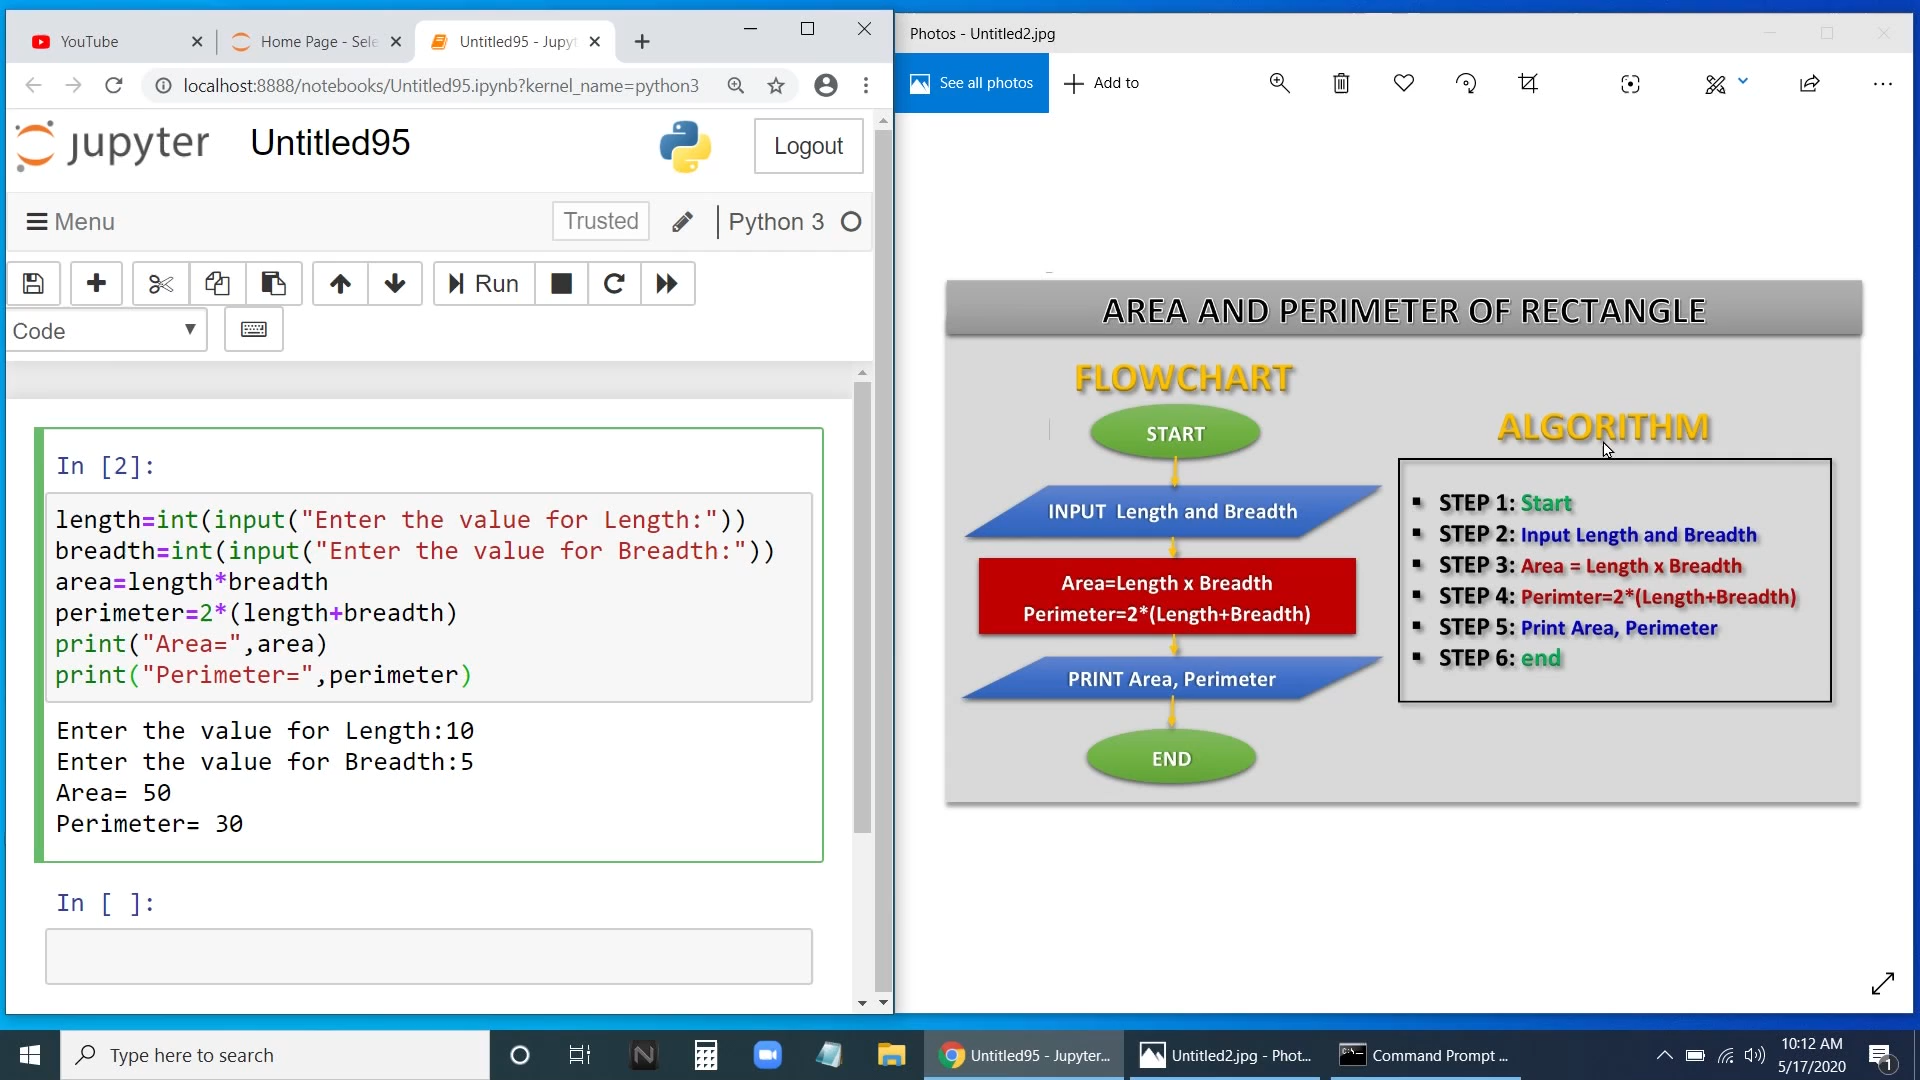 YouTube
Home Page - Sele
Untitled95 - Jupyt
localhost:8888/notebooks/Untitled95.ipynb?kernel_name=python3
jupyter
Untitled95
Logout
Menu
Trusted
Python 3
Run
Code
In [2]:
length=int(input("Enter the value for Length:"))
breadth=int(input("Enter the value for Breadth:"))
area=length*breadth
perimeter=2*(length+breadth)
print("Area=",area)
print("Perimeter=",perimeter)
Enter the value for Length:10
Enter the value for Breadth:5
Area= 50
Perimeter= 30
In [ ]:
Photos - Untitled2.jpg
See all photos
Add to
AREA AND PERIMETER OF RECTANGLE
FLOWCHART
START
INPUT Length and Breadth
Area=Length x Breadth
Perimeter=2*(Length+Breadth)
PRINT Area, Perimeter
END
ALGORITHM
▪ STEP 1: Start
▪ STEP 2: Input Length and Breadth
▪ STEP 3: Area = Length x Breadth
▪ STEP 4: Perimter=2*(Length+Breadth)
▪ STEP 5: Print Area, Perimeter
▪ STEP 6: end
Type here to search
Untitled95 - Jupyter...
Untitled2.jpg - Phot...
Command Prompt ...
10:12 AM
5/17/2020
1